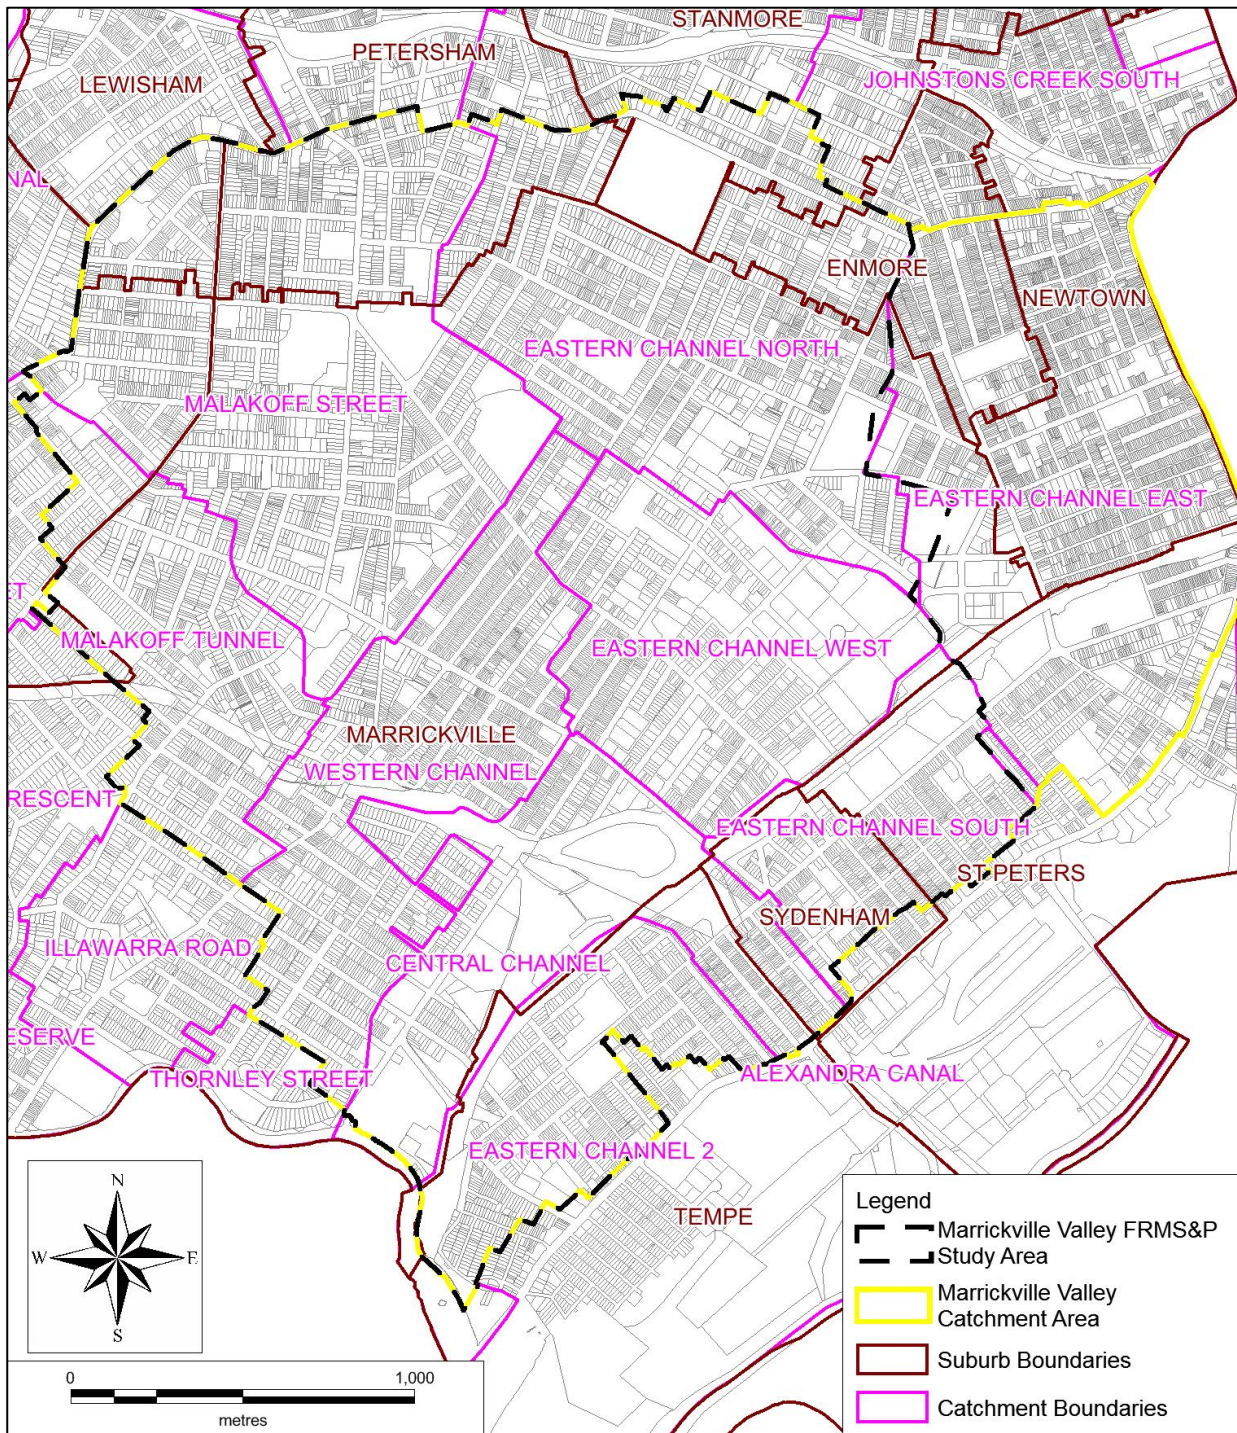 STANMORE
PETERSHAM
LEWISHAM
JOHNSTONS CREEK SOUTH
NAL
ENMORE
NEWTOWN
EASTERN CHANNEL NORTH
MALAKOFF STREET
EASTERN CHANNEL EAST
ET
MALAKOFF TUNNEL
EASTERN CHANNEL WEST
MARRICKVILLE
WESTERN CHANNEL
RESCENT
EASTERN CHANNEL SOUTH
ST PETERS
SYDENHAM
ILLAWARRA ROAD
CENTRAL CHANNEL
ESERVE
THORNLEY STREET
ALEXANDRA CANAL
EASTERN CHANNEL 2
TEMPE
N
W
E
S
0
1,000
metres
Legend
Marrickville Valley FRMS&P
Study Area
Marrickville Valley
Catchment Area
Suburb Boundaries
Catchment Boundaries